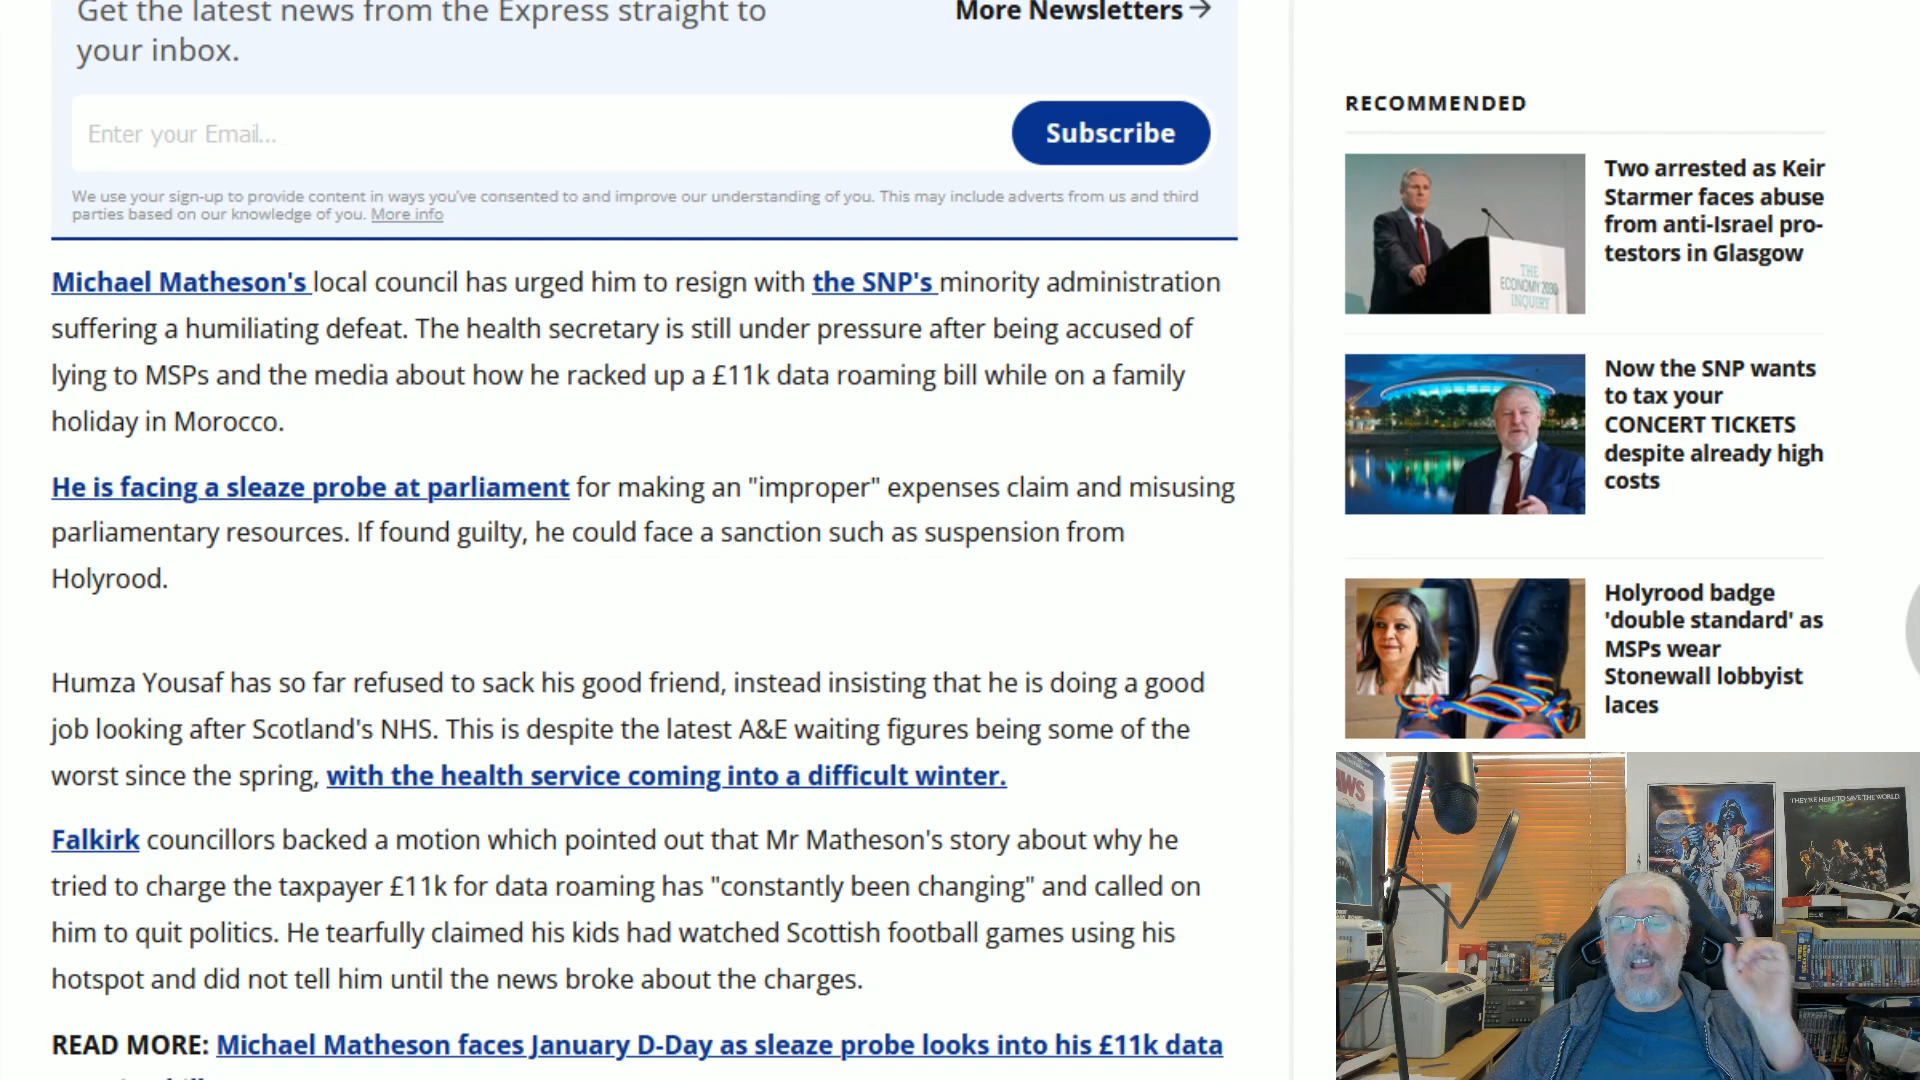 Get the latest news from the Express straight to
your inbox.
More Newsletters
Enter your Email...
Subscribe
We use your sign-up to provide content in ways you've consented to and improve our understanding of you. This may include adverts from us and third
parties based on our knowledge of you. More info
Michael Matheson's local council has urged him to resign with the SNP's minority administration
suffering a humiliating defeat. The health secretary is still under pressure after being accused of
lying to MSPs and the media about how he racked up a £11k data roaming bill while on a family
holiday in Morocco.
He is facing a sleaze probe at parliament for making an "improper" expenses claim and misusing
parliamentary resources. If found guilty, he could face a sanction such as suspension from
Holyrood.
Humza Yousaf has so far refused to sack his good friend, instead insisting that he is doing a good
job looking after Scotland's NHS. This is despite the latest A&E waiting figures being some of the
worst since the spring, with the health service coming into a difficult winter.
Falkirk councillors backed a motion which pointed out that Mr Matheson's story about why he
tried to charge the taxpayer £11k for data roaming has "constantly been changing" and called on
him to quit politics. He tearfully claimed his kids had watched Scottish football games using his
hotspot and did not tell him until the news broke about the charges.
READ MORE: Michael Matheson faces January D-Day as sleaze probe looks into his £11k data
RECOMMENDED
Two arrested as Keir
Starmer faces abuse
from anti-Israel pro-
testors in Glasgow
THE
ECONOMY 2030
INQUIRY
Now the SNP wants
to tax your
CONCERT TICKETS
despite already high
costs
Holyrood badge
'double standard' as
MSPs wear
Stonewall lobbyist
laces
THEY'RE HERE TO SAVE THE WORLD.